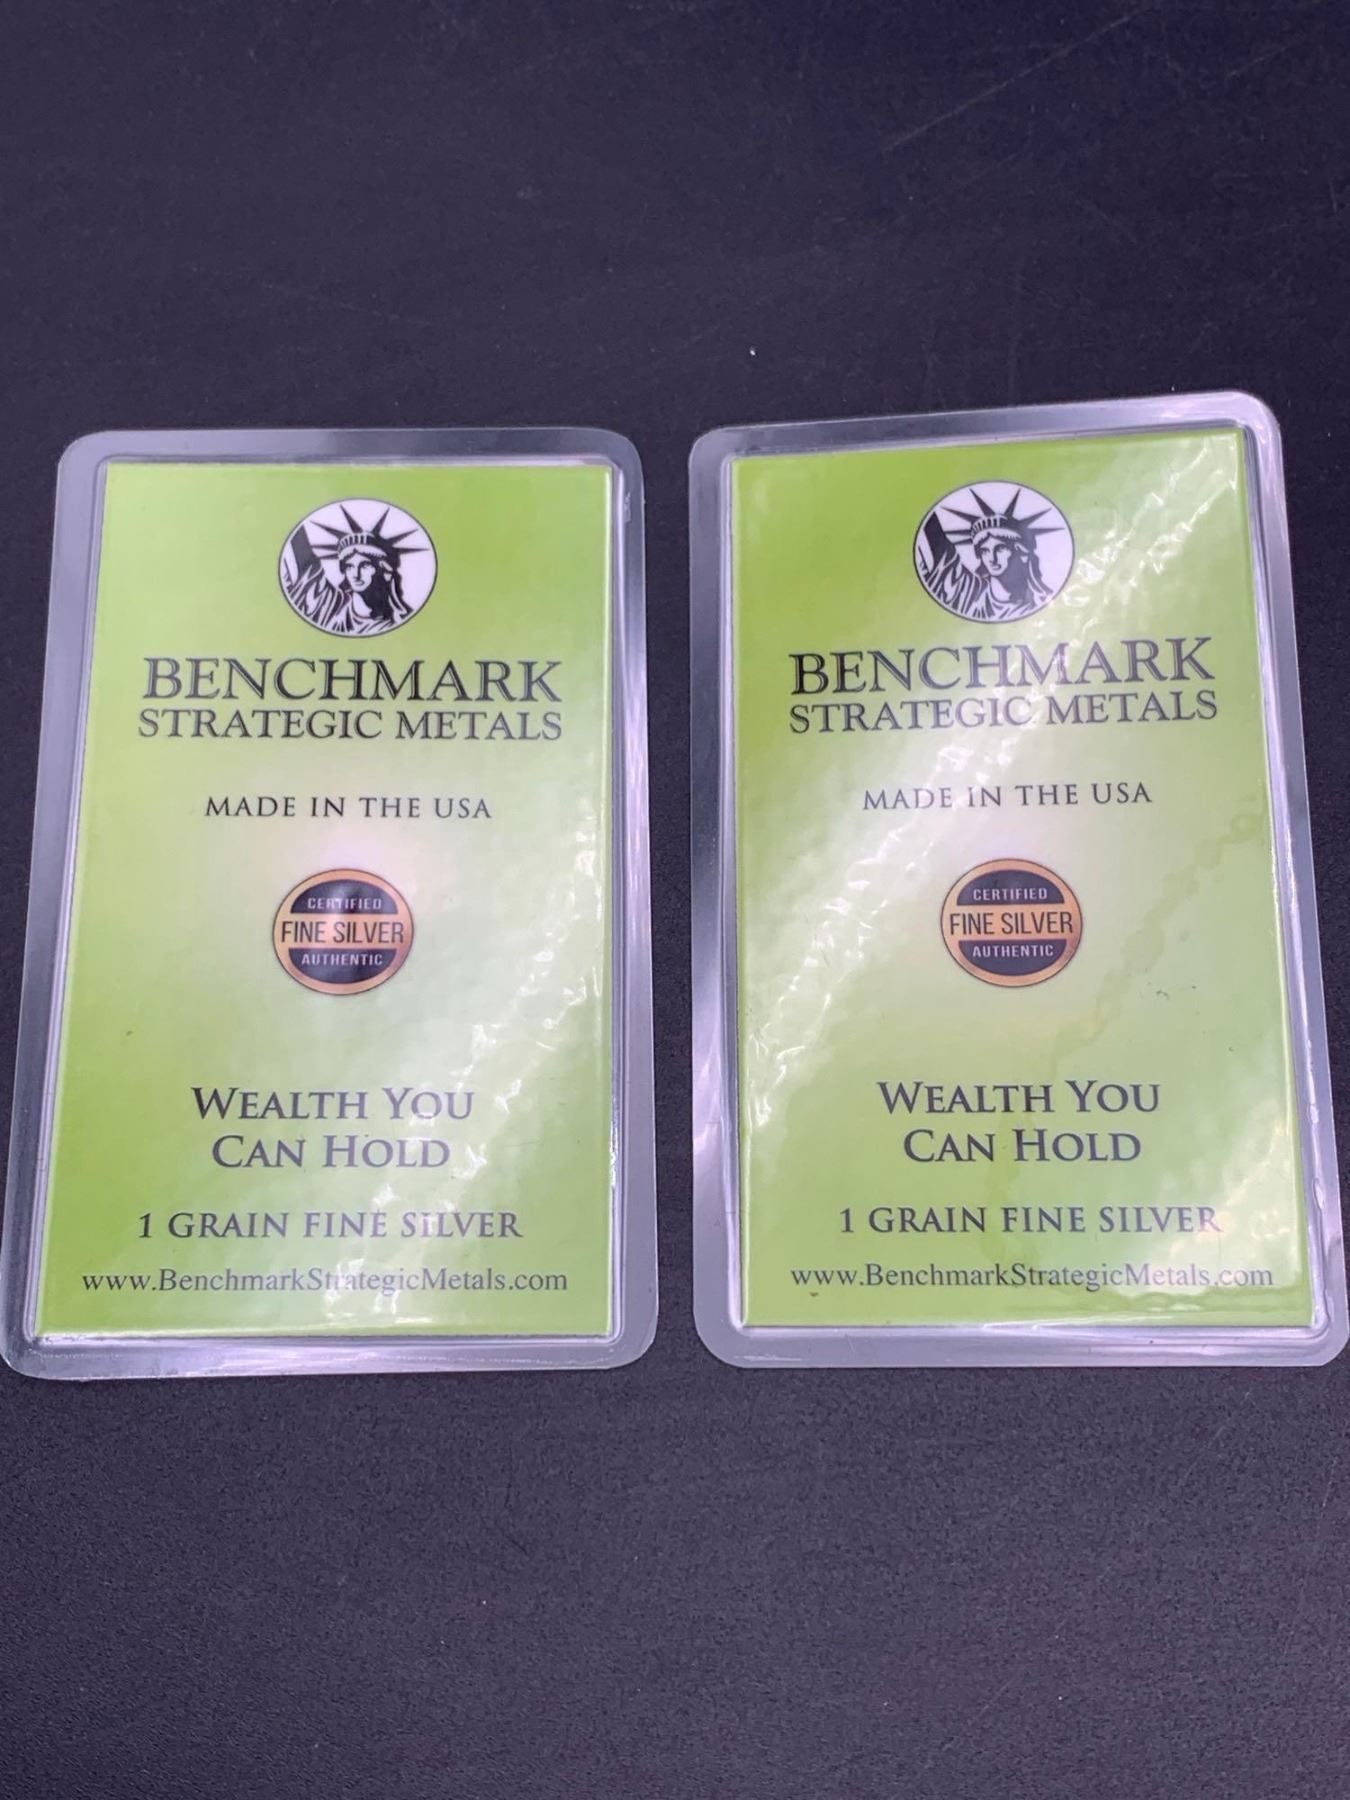 BENCHMARK
STRATEGIC METALS
MADE IN THE USA
CERTIFIED
FINE SILVER
AUTHENTIC
WEALTH YOU
CAN HOLD
1 GRAIN FINE SILVER
www.BenchmarkStrategicMetals.com
BENCHMARK
STRATEGIC METALS
MADE IN THE USA
CERTIFIED
FINE SILVER
AUTHENTIC
WEALTH YOU
CAN HOLD
1 GRAIN FINE SILVER
www.BenchmarkStrategicMetals.com